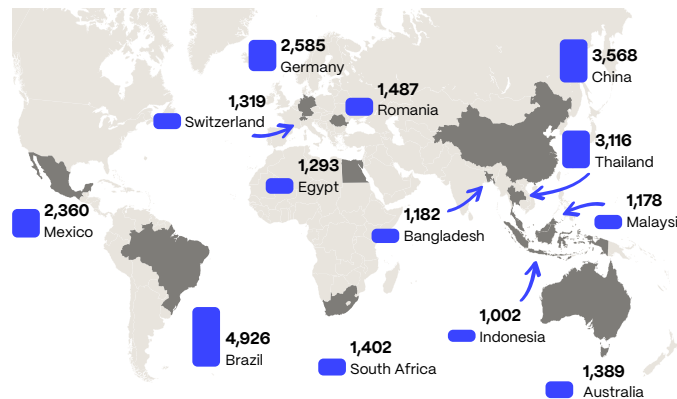 2,585
Germany
3,568
China
1,487
Romania
1,319
Switzerland
3,116
Thailand
1,293
Egypt
1,178
Malaysi
2,360
Mexico
1,182
Bangladesh
1,002
Indonesia
4,926
Brazil
1,402
South Africa
1,389
Australia